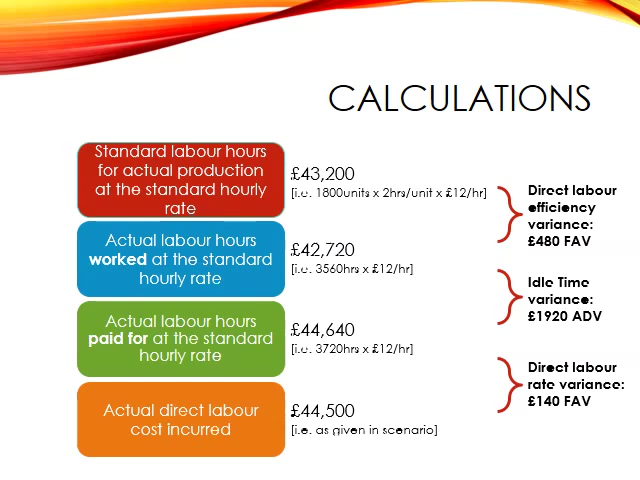 CALCULATIONS
Standard labour hours
for actual production
at the standard hourly
rate
£43,200
[i.e. 1800units x 2hrs/unit x £12/hr]
Actual labour hours
worked at the standard
hourly rate
£42,720
[i.e. 3560hrs x £12/hr]
Actual labour hours
paid for at the standard
hourly rate
£44,640
[i.e. 3720hrs x £12/hr]
Actual direct labour
cost incurred
£44,500
[i.e. as given in scenario]
Direct labour
efficiency
variance:
£480 FAV
Idle Time
variance:
£1920 ADV
Direct labour
rate variance:
£140 FAV